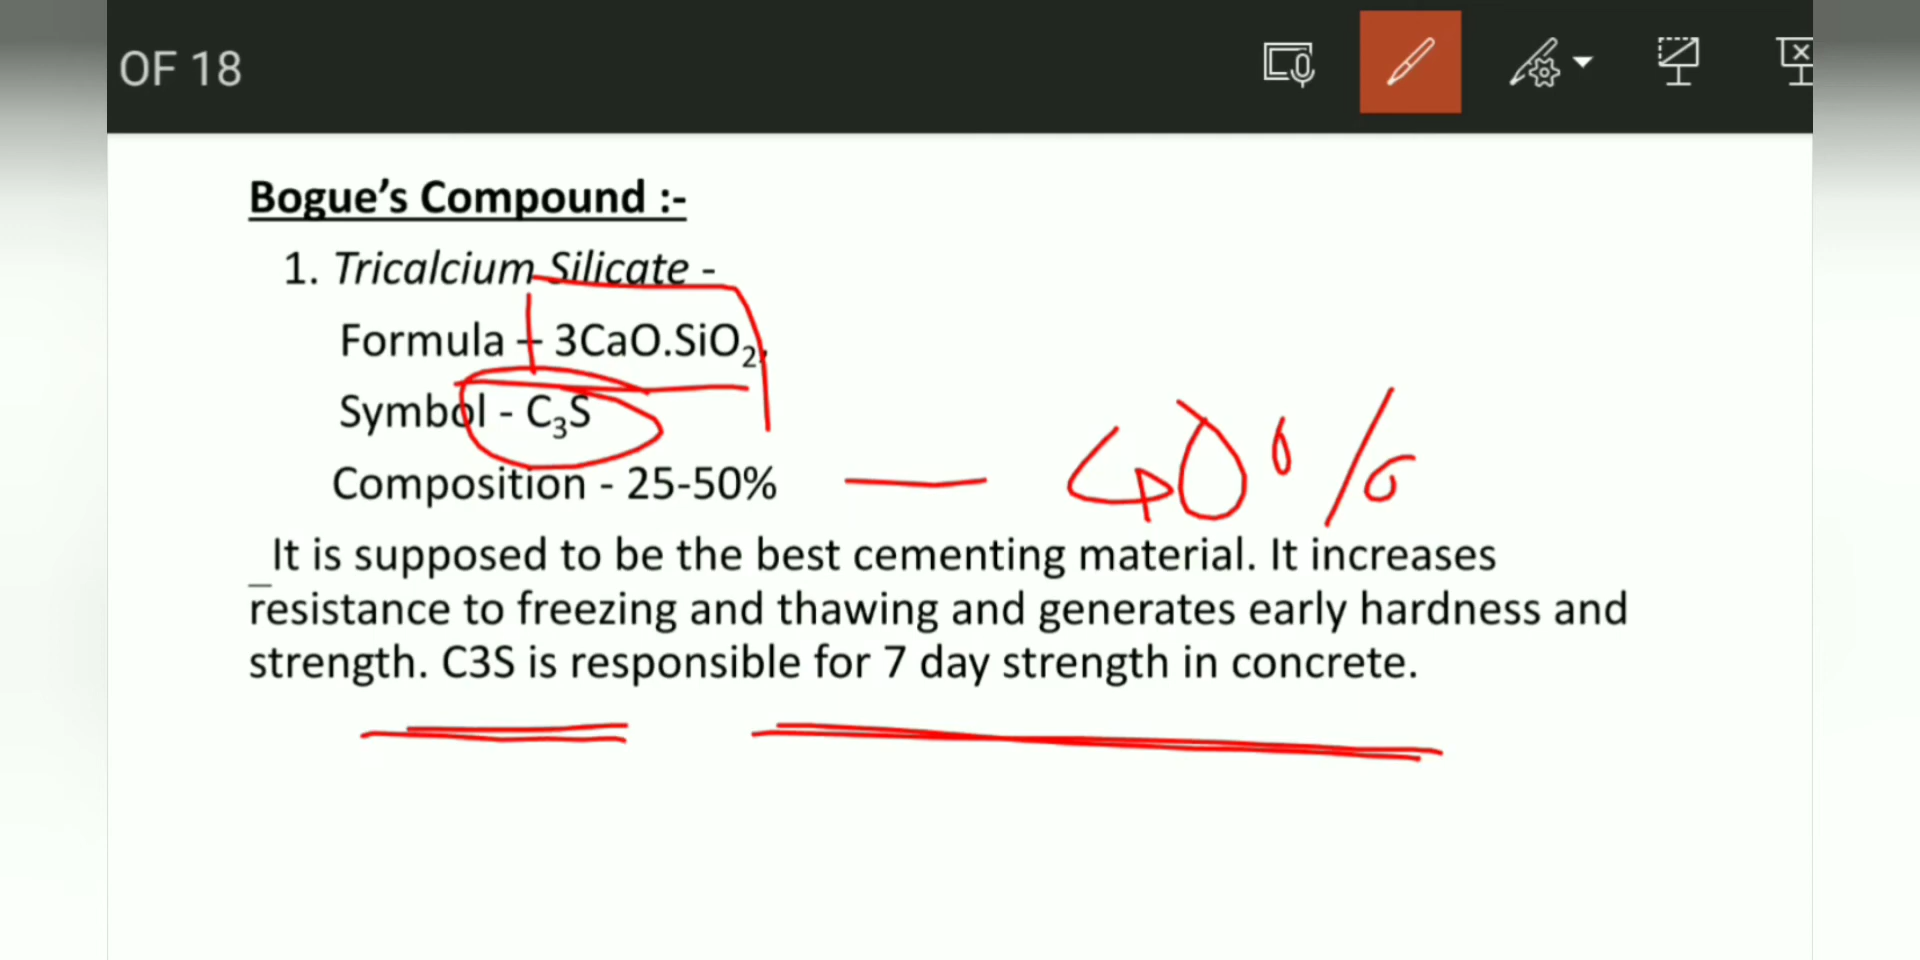 OF 18
Bogue’s Compound :-
1. Tricalcium Silicate -
Formula – 3CaO.SiO₂,
Symbol - C₃S
Composition - 25-50% — 40%
_It is supposed to be the best cementing material. It increases
resistance to freezing and thawing and generates early hardness and
strength. C3S is responsible for 7 day strength in concrete.